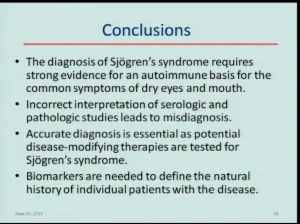 Conclusions
• The diagnosis of Sjögren's syndrome requires
strong evidence for an autoimmune basis for the
common symptoms of dry eyes and mouth.
• Incorrect interpretation of serologic and
pathologic studies leads to misdiagnosis.
• Accurate diagnosis is essential as potential
disease-modifying therapies are tested for
Sjögren's syndrome.
• Biomarkers are needed to define the natural
history of individual patients with the disease.